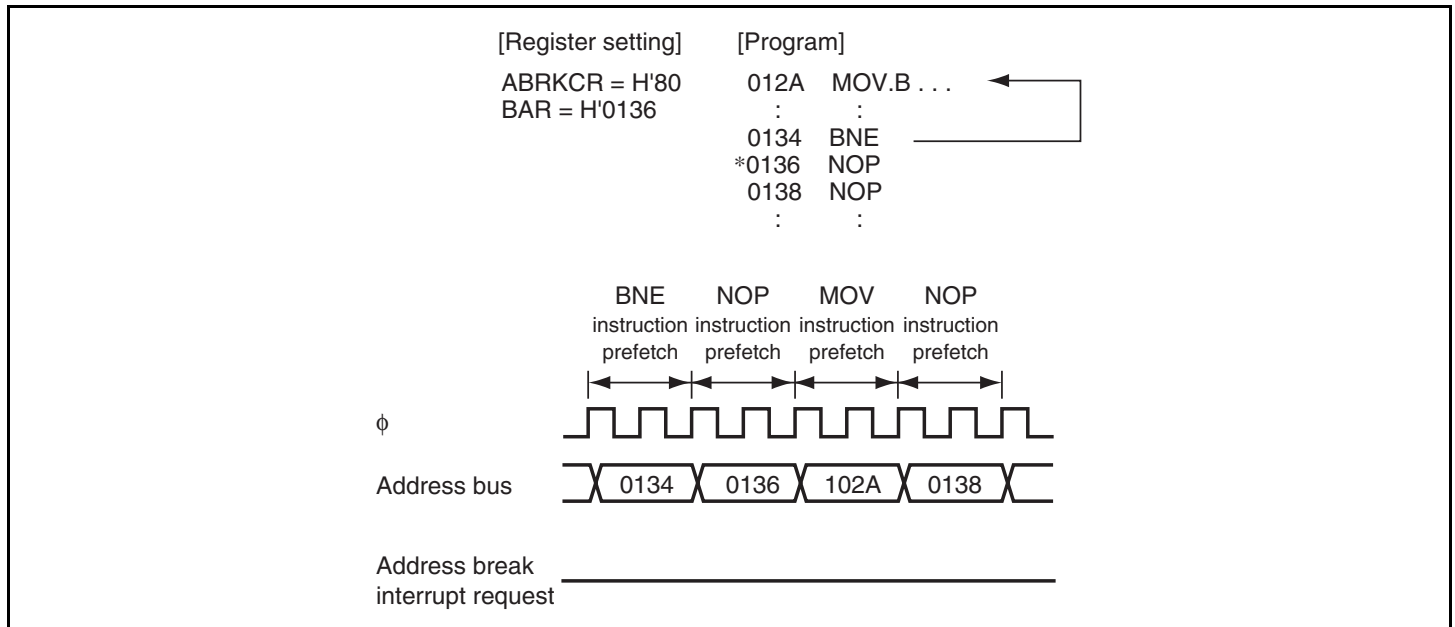 [Register setting] [Program]
ABRKCR = H'80 012A MOV.B . . .
BAR = H'0136 : :
0134 BNE
*0136 NOP
0138 NOP
: :
BNE NOP MOV NOP
instruction instruction instruction instruction
prefetch prefetch prefetch prefetch
ϕ
Address bus 0134 0136 102A 0138
Address break
interrupt request